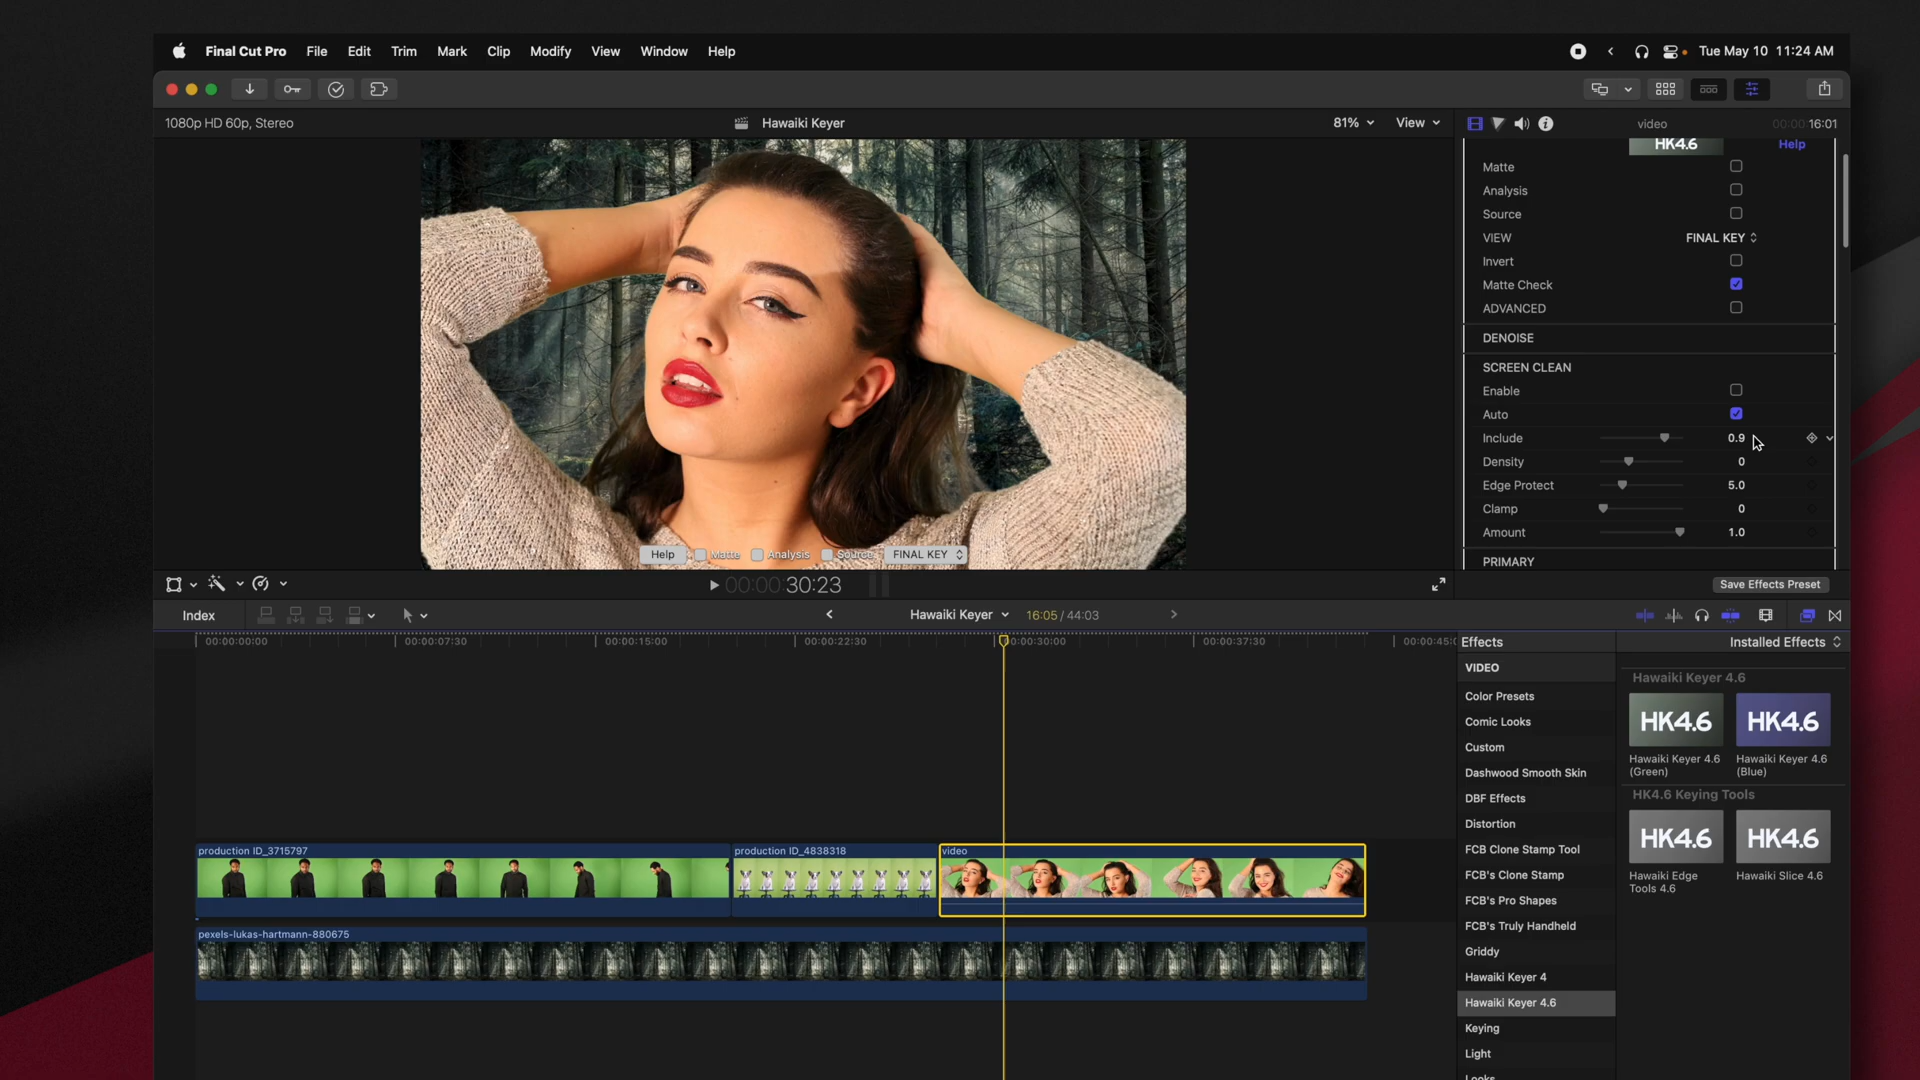 Final Cut Pro File Edit Trim Mark Clip Modify View Window Help
Tue May 10 11:24 AM
1080p HD 60p, Stereo
Hawaiki Keyer
81%
View
video
00:00:16:01
HK4.6
Help
Matte
Analysis
Source
VIEW FINAL KEY
Invert
Matte Check
ADVANCED
DENOISE
SCREEN CLEAN
Enable
Auto
Include 0.9
Density 0
Edge Protect 5.0
Clamp 0
Amount 1.0
PRIMARY
Save Effects Preset
Help Matte Analysis Source FINAL KEY
00:00:30:23
Index
Hawaiki Keyer 16:05 / 44:03
00:00:00:00 00:00:07:30 00:00:15:00 00:00:22:30 00:00:30:00 00:00:37:30 00:00:45:0
production ID_3715797
production ID_4838318
video
pexels-lukas-hartmann-880675
Effects
Installed Effects
VIDEO
Color Presets
Comic Looks
Custom
Dashwood Smooth Skin
DBF Effects
Distortion
FCB Clone Stamp Tool
FCB's Clone Stamp
FCB's Pro Shapes
FCB's Truly Handheld
Griddy
Hawaiki Keyer 4
Hawaiki Keyer 4.6
Keying
Light
Looks
Hawaiki Keyer 4.6
HK4.6
HK4.6
Hawaiki Keyer 4.6
(Green)
Hawaiki Keyer 4.6
(Blue)
HK4.6 Keying Tools
HK4.6
HK4.6
Hawaiki Edge
Tools 4.6
Hawaiki Slice 4.6